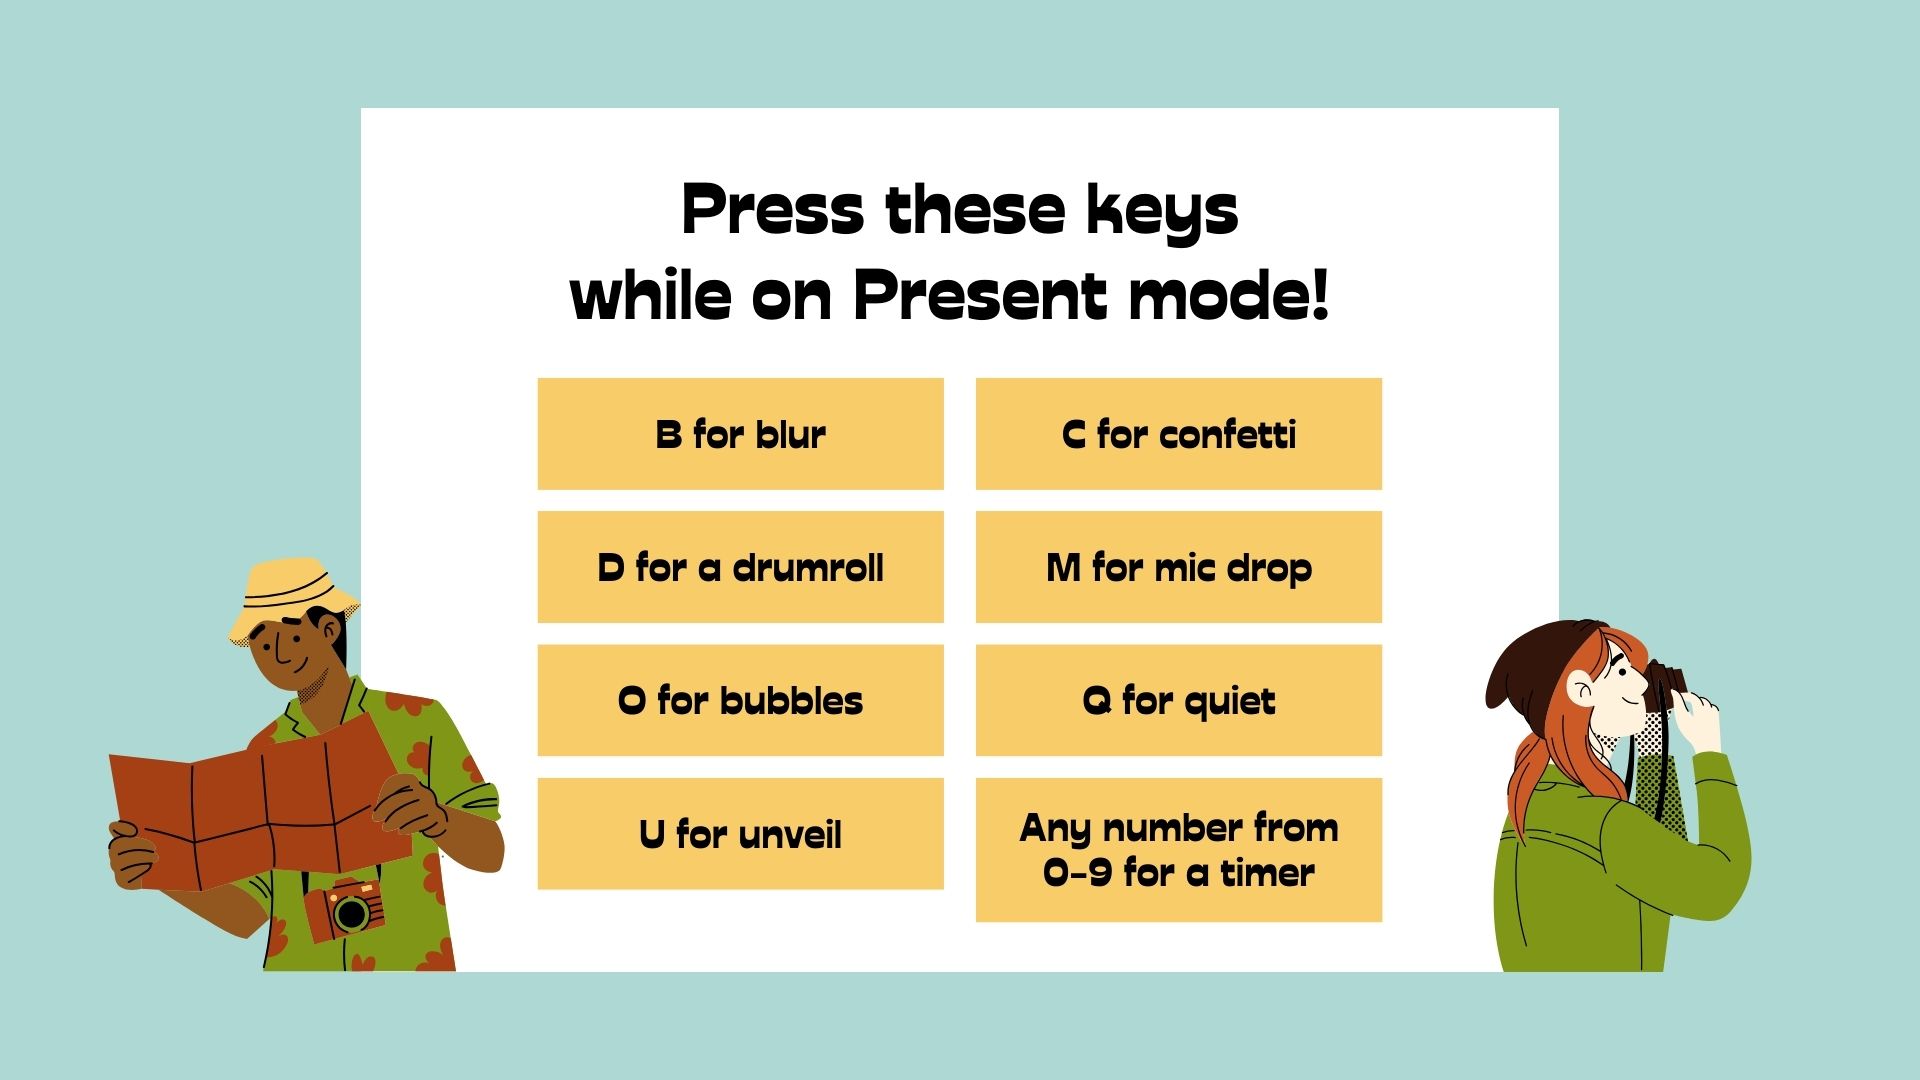 Press these keys
while on Present mode!
B for blur
C for confetti
D for a drumroll
M for mic drop
O for bubbles
Q for quiet
U for unveil
Any number from
0-9 for a timer